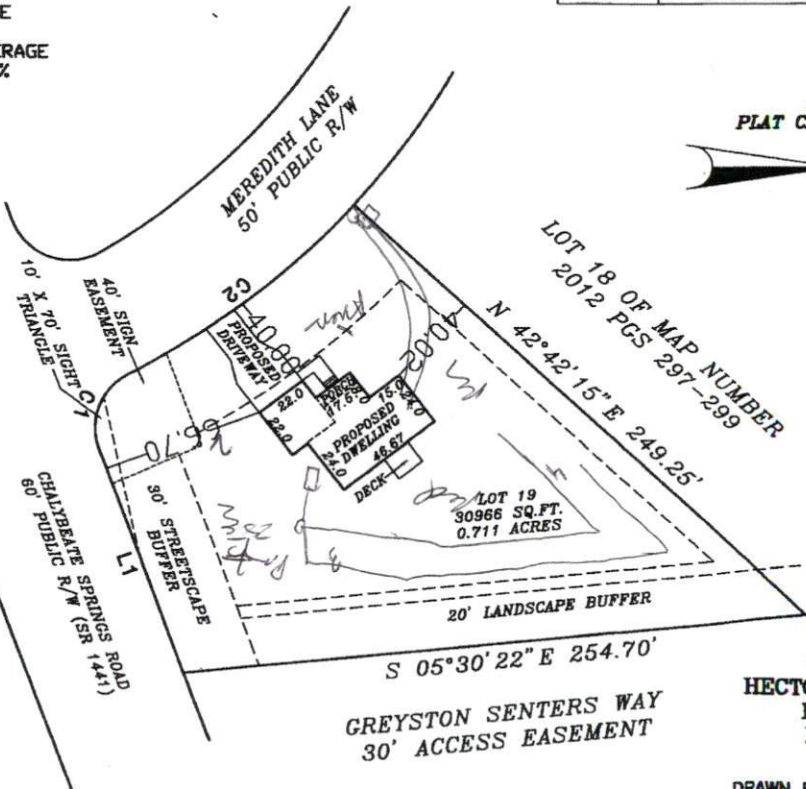 E
ERAGE
%
PLAT C
MEREDITH LANE
50' PUBLIC R/W
LOT 18 OF MAP NUMBER
2012 PGS 297-299
N 42°42'15"E 249.25'
10' X 70' SIGHT
TRIANGLE
40' SIGN
EASEMENT
C1
C2
PROPOSED
DRIVEWAY
40.00
PORCH
17.6
22.0
22.0
15.0
24.0
PROPOSED
DWELLING
46.67
DECK
LOT 19
30966 SQ.FT.
0.711 ACRES
30' STREETSCAPE
BUFFER
L1
CHALYBEATE SPRINGS ROAD
60' PUBLIC R/W (SR 1441)
20' LANDSCAPE BUFFER
S 05°30'22"E 254.70'
GREYSTON SENTERS WAY
30' ACCESS EASEMENT
HECTO
DRAWN